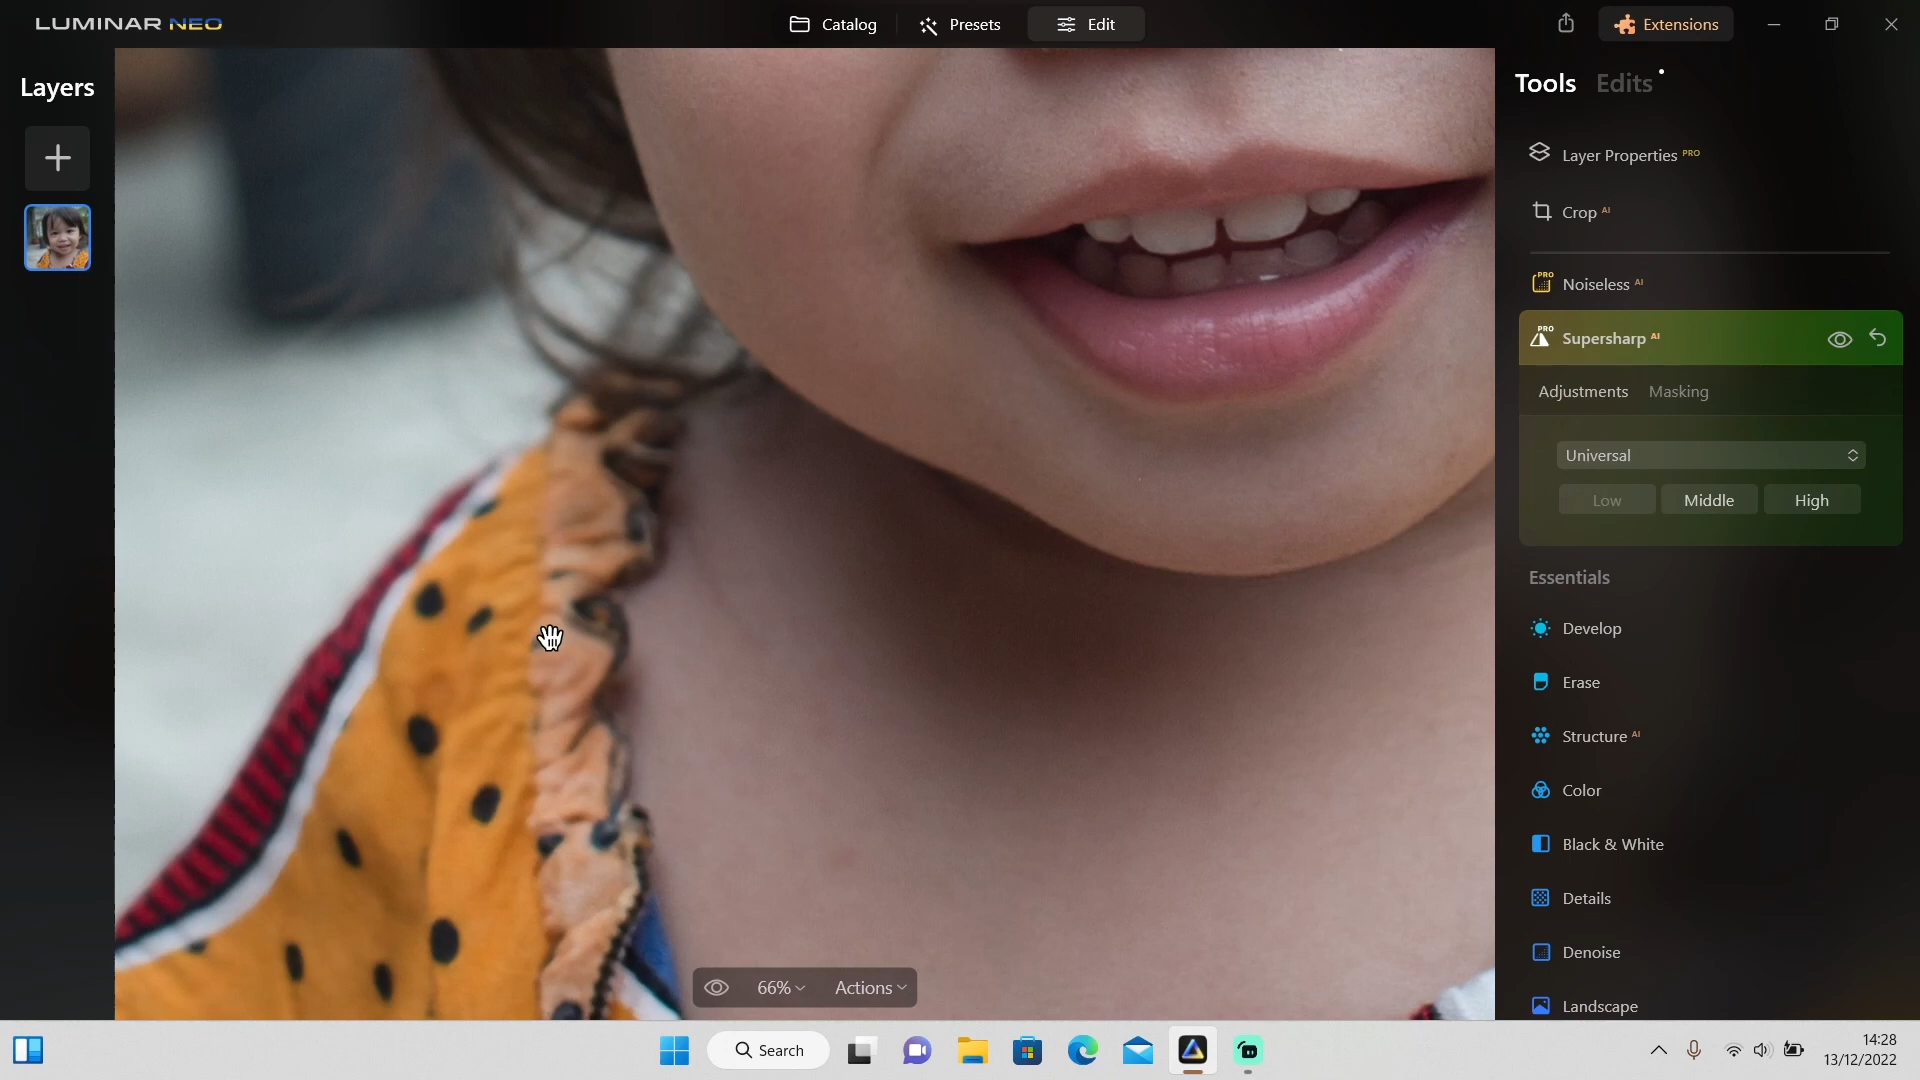 LUMINAR NEO
Catalog
Presets
Edit
Extensions
Layers
Tools
Edits
Layer Properties PRO
Crop AI
PRO
Noiseless AI
PRO
Supersharp AI
Adjustments
Masking
Universal
Low
Middle
High
Essentials
Develop
Erase
Structure AI
Color
Black & White
Details
Denoise
Landscape
66%
Actions
Search
14:28
13/12/2022